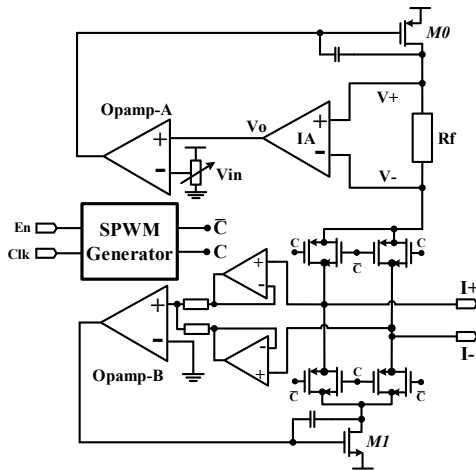 M0
Opamp-A
Vo
IA
V+
V-
Rf
+
-
+
-
Vin
En
Clk
SPWM
Generator
C̅
C
C
C̅
C
C̅
+
-
I+
I-
+
-
-
+
Opamp-B
C̅
C
C̅
M1